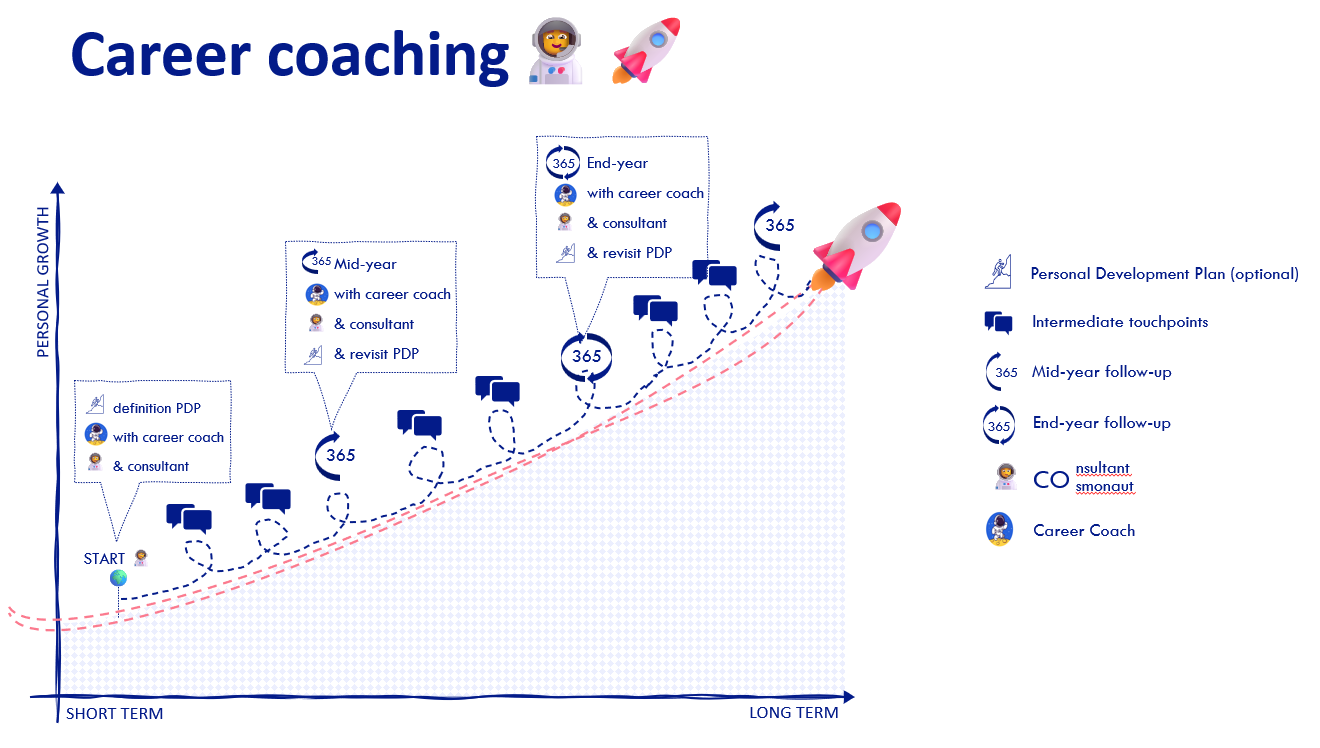 Career coaching
PERSONAL GROWTH
365 End-year
with career coach
& consultant
& revisit PDP
365 Mid-year
with career coach
& consultant
& revisit PDP
definition PDP
with career coach
& consultant
START
365
365
365
SHORT TERM
LONG TERM
Personal Development Plan (optional)
Intermediate touchpoints
365 Mid-year follow-up
365 End-year follow-up
CO nsultant
smonaut
Career Coach